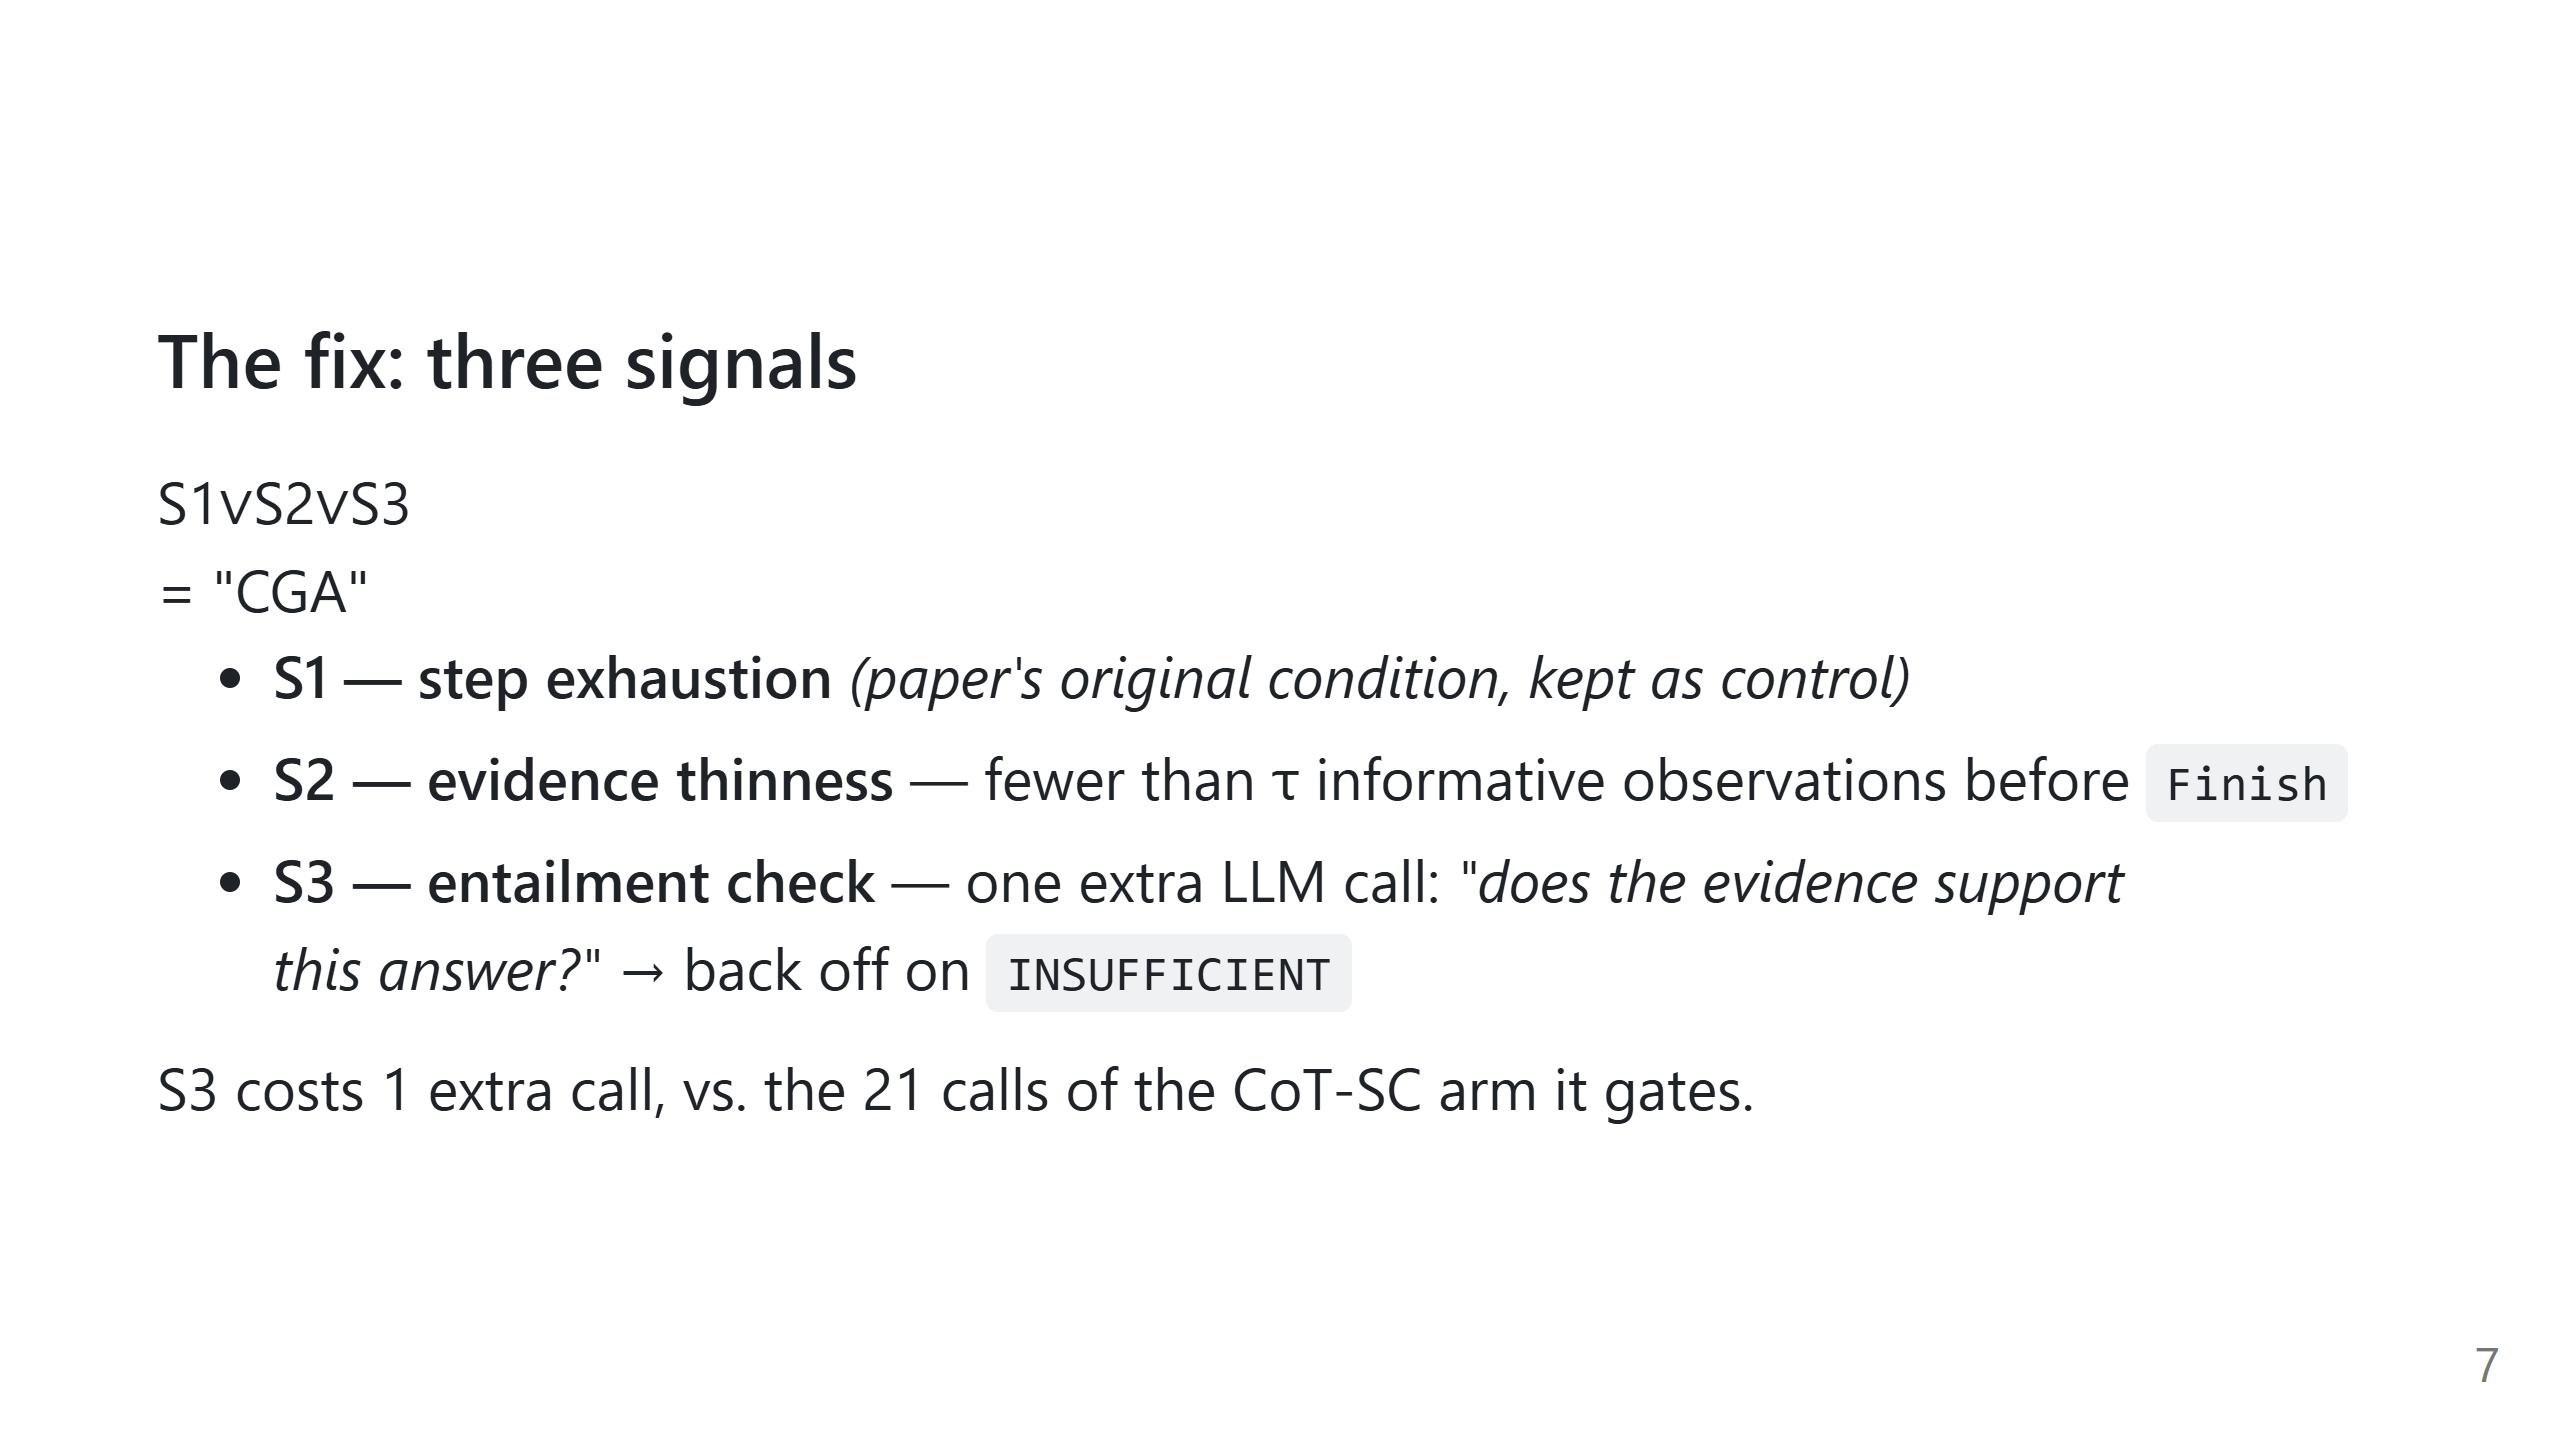 The fix: three signals
S1∨S2∨S3
= "CGA"
• S1 — step exhaustion (paper's original condition, kept as control)
• S2 — evidence thinness — fewer than τ informative observations before Finish
• S3 — entailment check — one extra LLM call: "does the evidence support
this answer?" → back off on INSUFFICIENT
S3 costs 1 extra call, vs. the 21 calls of the CoT-SC arm it gates.
7